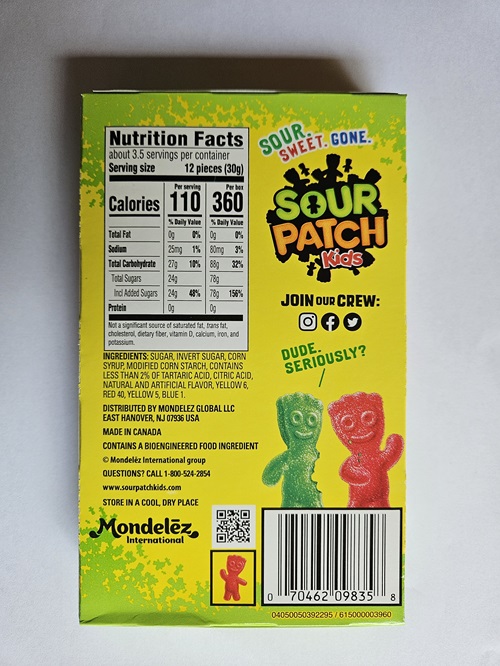 Nutrition Facts
about 3.5 servings per container
Serving size 12 pieces (30g)
Per serving Per box
Calories 110 360
% Daily Value % Daily Value
Total Fat 0g 0% 0g 0%
Sodium 25mg 1% 80mg 3%
Total Carbohydrate 27g 10% 88g 32%
Total Sugars 24g 78g
Incl Added Sugars 24g 48% 78g 156%
Protein 0g 0g
Not a significant source of saturated fat, trans fat,
cholesterol, dietary fiber, vitamin D, calcium, iron, and
potassium.
INGREDIENTS: SUGAR, INVERT SUGAR, CORN
SYRUP, MODIFIED CORN STARCH, CONTAINS
LESS THAN 2% OF TARTARIC ACID, CITRIC ACID,
NATURAL AND ARTIFICIAL FLAVOR, YELLOW 6,
RED 40, YELLOW 5, BLUE 1.
DISTRIBUTED BY MONDELEZ GLOBAL LLC
EAST HANOVER, NJ 07936 USA
MADE IN CANADA
CONTAINS A BIOENGINEERED FOOD INGREDIENT
© Mondelēz International group
QUESTIONS? CALL 1-800-524-2854
www.sourpatchkids.com
STORE IN A COOL, DRY PLACE
Mondelēz
International
SOUR.
SWEET. GONE.
SOUR
PATCH
Kids
JOIN OUR CREW:
DUDE.
SERIOUSLY?
0 70462 09835 8
04050050392295 / 615000003960